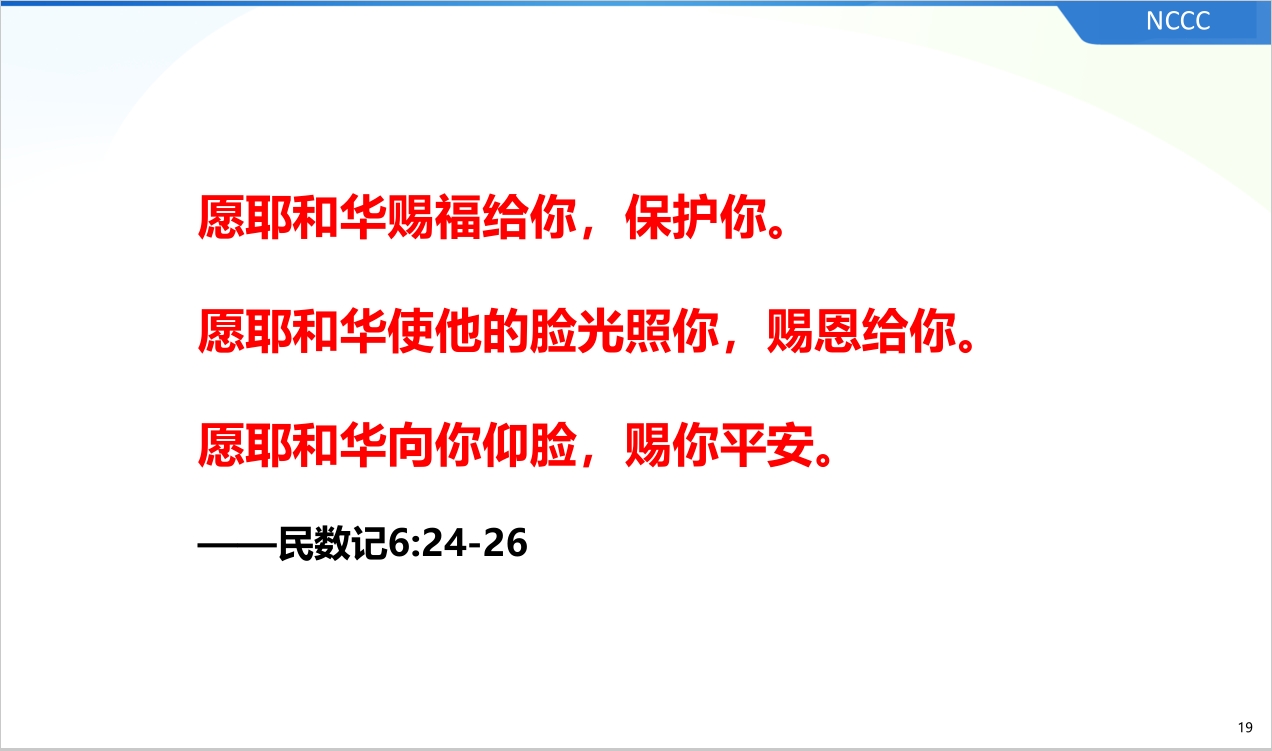 NCCC
愿耶和华赐福给你，保护你。
愿耶和华使他的脸光照你，赐恩给你。
愿耶和华向你仰脸，赐你平安。
——民数记6:24-26
19